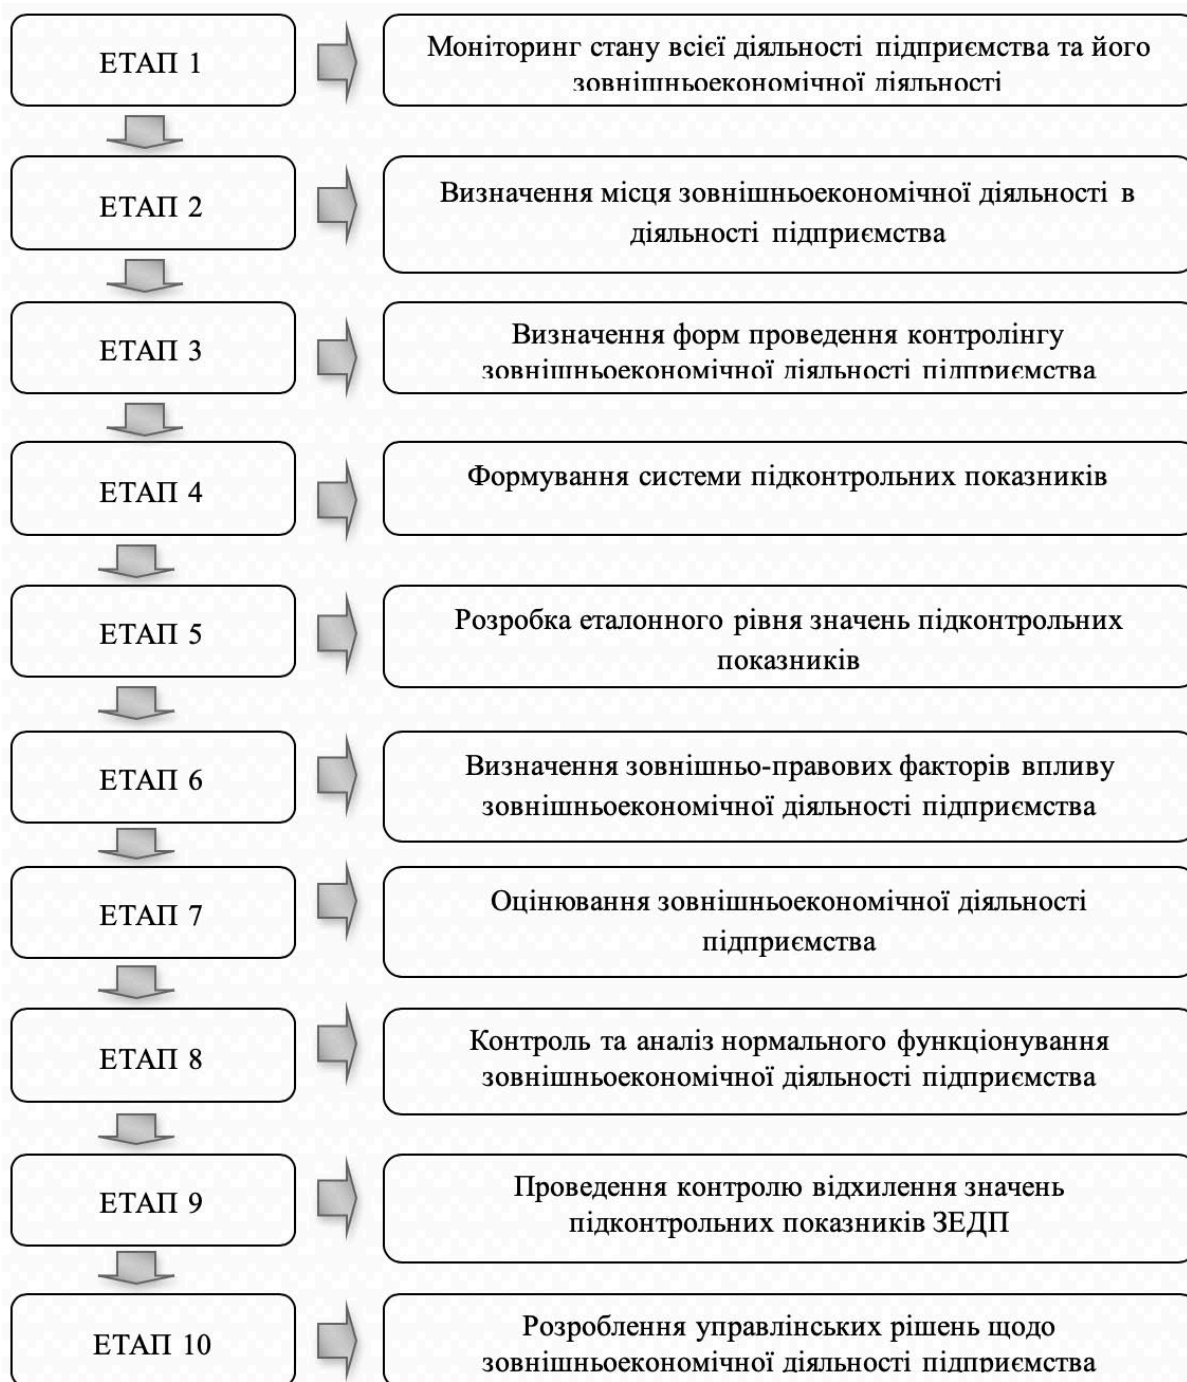 ЕТАП 1
Моніторинг стану всієї діяльності підприємства та його
зовнішньоекономічної діяльності
ЕТАП 2
Визначення місця зовнішньоекономічної діяльності в
діяльності підприємства
ЕТАП 3
Визначення форм проведення контролінгу
зовнішньоекономічної діяльності підприємства
ЕТАП 4
Формування системи підконтрольних показників
ЕТАП 5
Розробка еталонного рівня значень підконтрольних
показників
ЕТАП 6
Визначення зовнішньо-правових факторів впливу
зовнішньоекономічної діяльності підприємства
ЕТАП 7
Оцінювання зовнішньоекономічної діяльності
підприємства
ЕТАП 8
Контроль та аналіз нормального функціонування
зовнішньоекономічної діяльності підприємства
ЕТАП 9
Проведення контролю відхилення значень
підконтрольних показників ЗЕДП
ЕТАП 10
Розроблення управлінських рішень щодо
зовнішньоекономічної діяльності підприємства